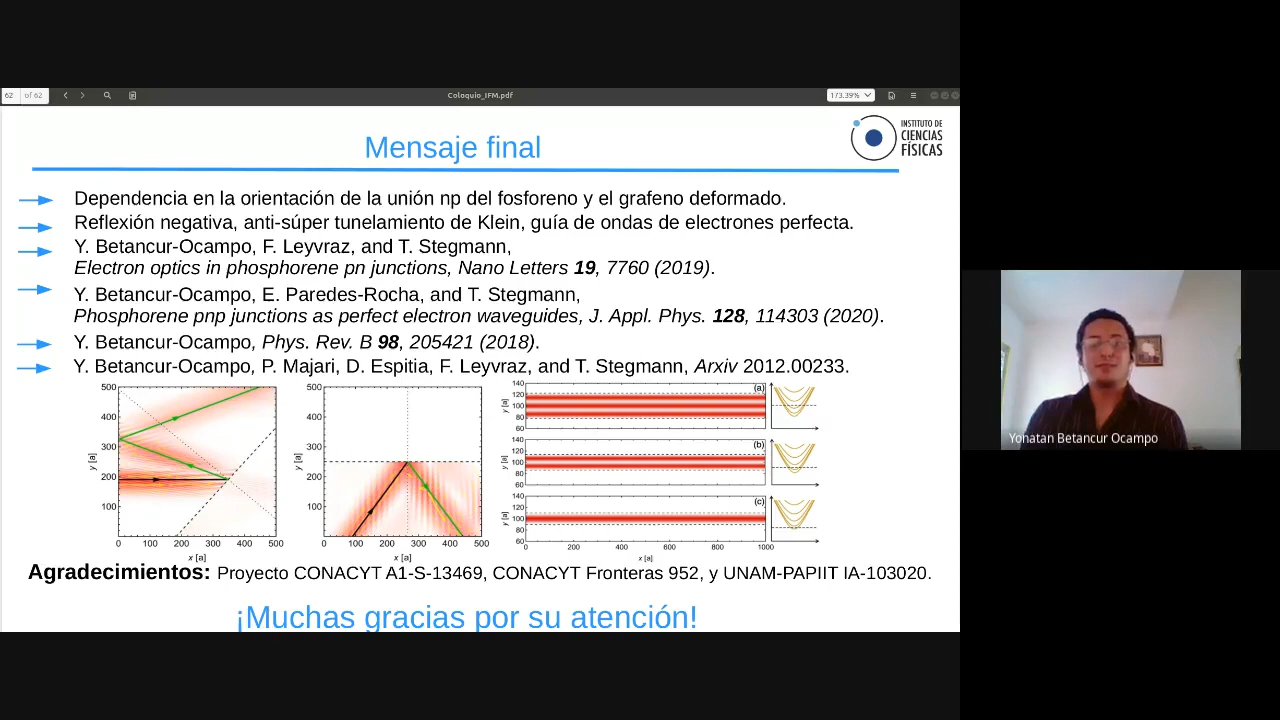 62 of 62
Coloquio_IFM.pdf
173.39%
Mensaje final
INSTITUTO DE
CIENCIAS
FÍSICAS
Dependencia en la orientación de la unión np del fosforeno y el grafeno deformado.
Reflexión negativa, anti-súper tunelamiento de Klein, guía de ondas de electrones perfecta.
Y. Betancur-Ocampo, F. Leyvraz, and T. Stegmann,
Electron optics in phosphorene pn junctions, Nano Letters 19, 7760 (2019).
Y. Betancur-Ocampo, E. Paredes-Rocha, and T. Stegmann,
Phosphorene pnp junctions as perfect electron waveguides, J. Appl. Phys. 128, 114303 (2020).
Y. Betancur-Ocampo, Phys. Rev. B 98, 205421 (2018).
Y. Betancur-Ocampo, P. Majari, D. Espitia, F. Leyvraz, and T. Stegmann, Arxiv 2012.00233.
500
400
300
200
100
y [a]
0 100 200 300 400 500
x [a]
500
400
300
200
100
y [a]
0 100 200 300 400 500
x [a]
140
120
100
80
60
y [a]
(a)
140
120
100
80
60
y [a]
(b)
140
120
100
80
60
y [a]
(c)
0 200 400 600 800 1000
x [a]
Agradecimientos: Proyecto CONACYT A1-S-13469, CONACYT Fronteras 952, y UNAM-PAPIIT IA-103020.
¡Muchas gracias por su atención!
Yonatan Betancur Ocampo